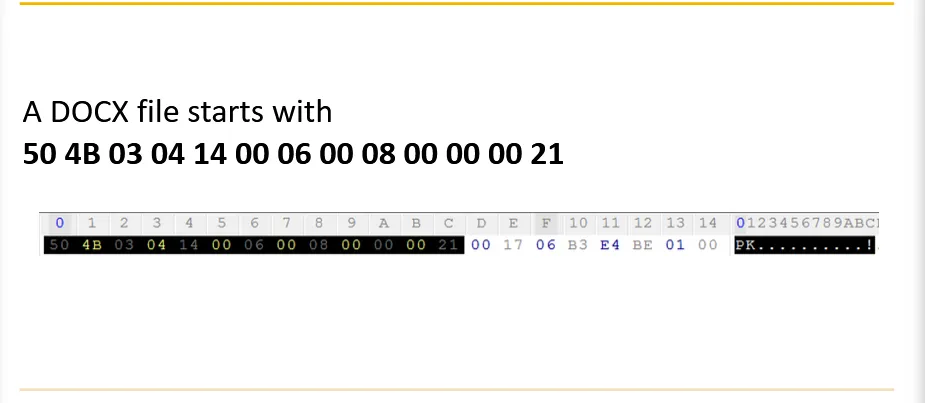 A DOCX file starts with
50 4B 03 04 14 00 06 00 08 00 00 00 21
0 1 2 3 4 5 6 7 8 9 A B C D E F 10 11 12 13 14 0123456789ABC
50 4B 03 04 14 00 06 00 08 00 00 00 21 00 17 06 B3 E4 BE 01 00 PK..........!.